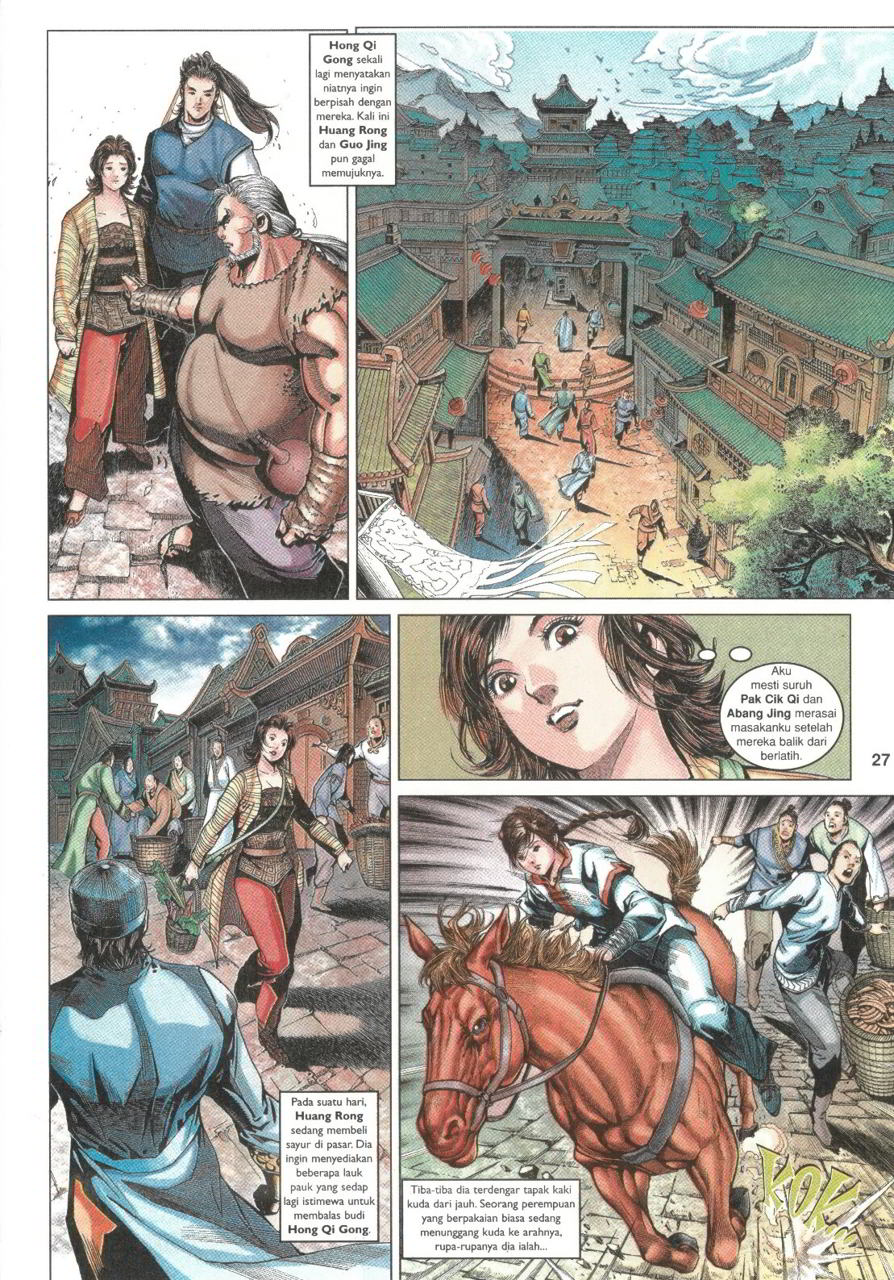 Hong Qi
Gong sekali
lagi menyatakan
niatnya ingin
berpisah dengan
mereka. Kali ini
Huang Rong
dan Guo Jing
pun gagal
memujuknya.
Aku
mesti suruh
Pak Cik Qi dan
Abang Jing merasai
masakanku setelah
mereka balik dari
berlatih.
27
Pada suatu hari,
Huang Rong
sedang membeli
sayur di pasar. Dia
ingin menyediakan
beberapa lauk
pauk yang sedap
lagi istimewa untuk
membalas budi
Hong Qi Gong.
KOK
Tiba-tiba dia terdengar tapak kaki
kuda dari jauh. Seorang perempuan
yang berpakaian biasa sedang
menunggang kuda ke arahnya,
rupa-rupanya dia ialah...